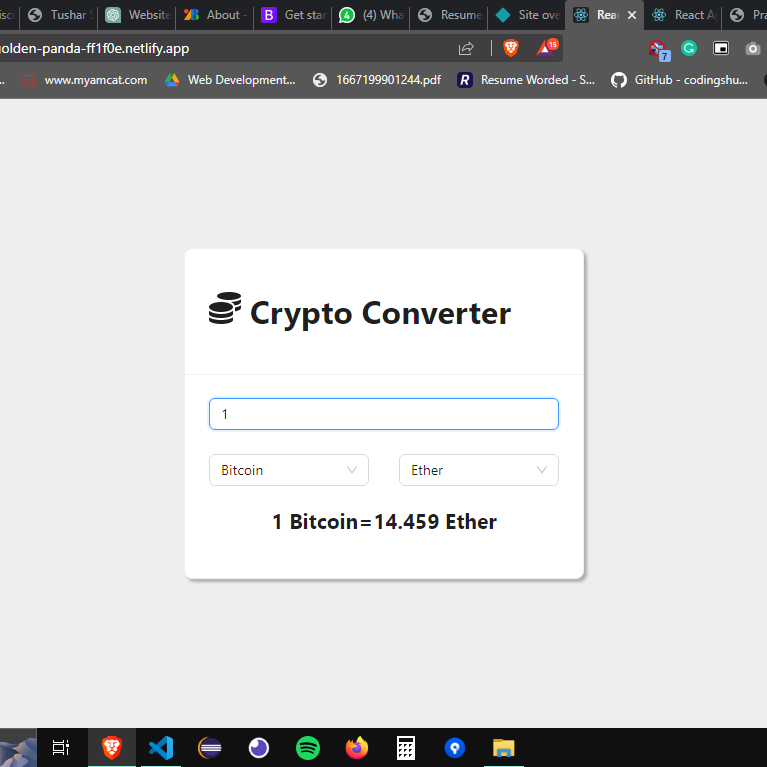 Tushar
Website
About -
Get star
(4) Wha
Resume
Site ove
Reac
React Ap
Pra
olden-panda-ff1f0e.netlify.app
15
7
www.myamcat.com
Web Development...
1667199901244.pdf
R
Resume Worded - S...
GitHub - codingshu...
Crypto Converter
1
Bitcoin
Ether
1 Bitcoin=14.459 Ether